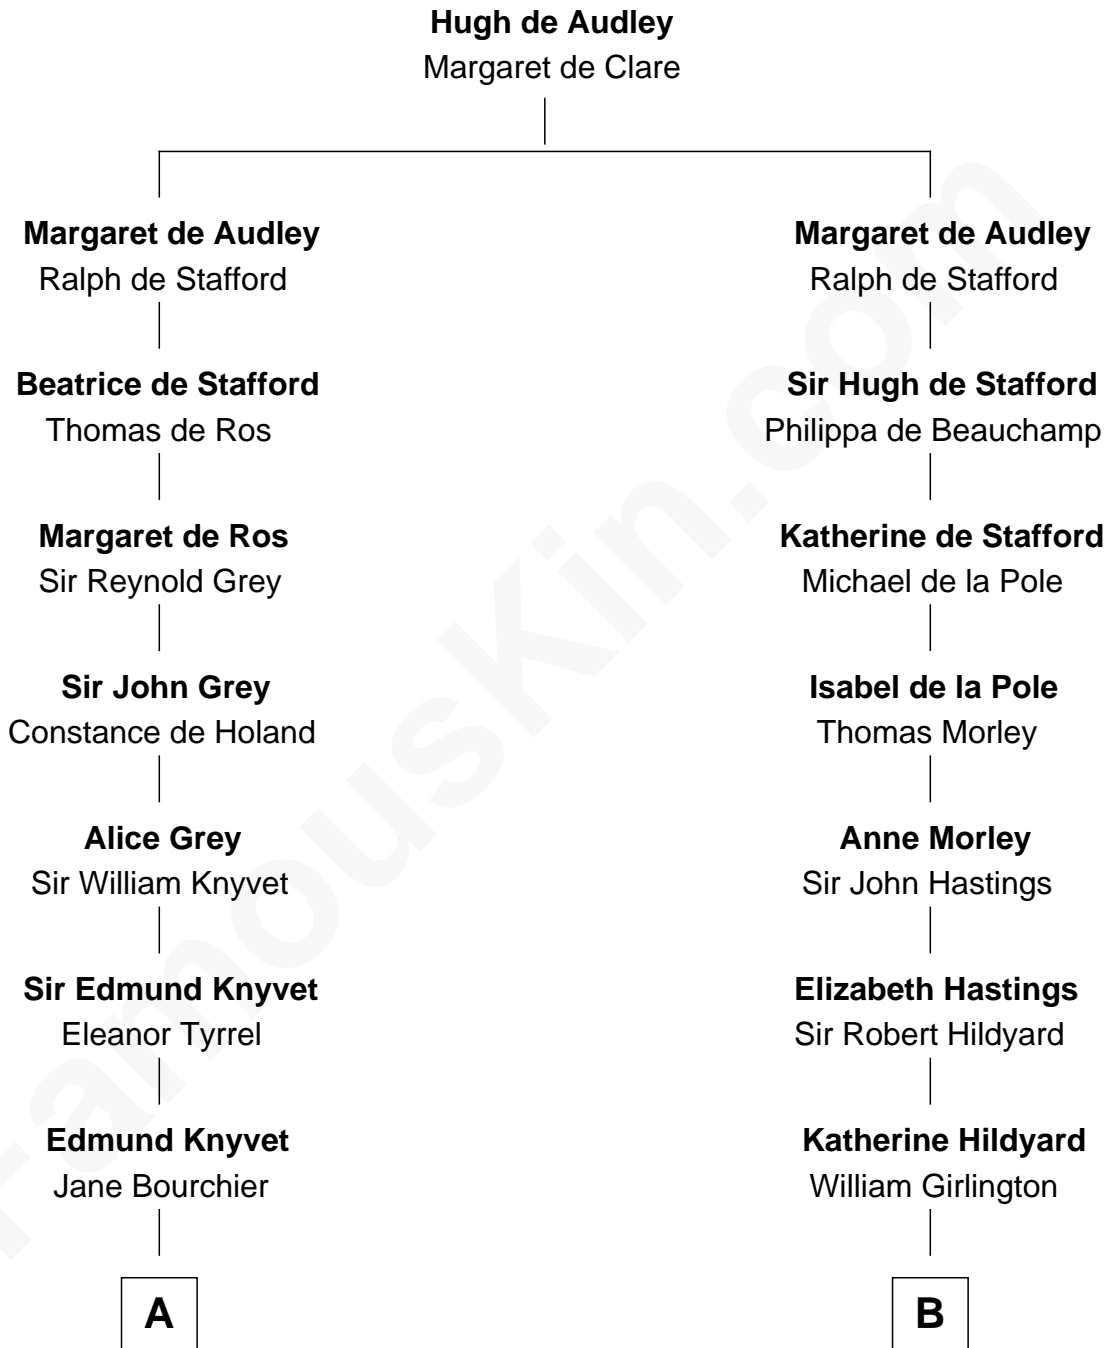 Hugh de Audley
Margaret de Clare
Margaret de Audley
Ralph de Stafford
Margaret de Audley
Ralph de Stafford
Beatrice de Stafford
Thomas de Ros
Sir Hugh de Stafford
Philippa de Beauchamp
Margaret de Ros
Sir Reynold Grey
Katherine de Stafford
Michael de la Pole
Sir John Grey
Constance de Holand
Isabel de la Pole
Thomas Morley
Alice Grey
Sir William Knyvet
Anne Morley
Sir John Hastings
Sir Edmund Knyvet
Eleanor Tyrrel
Elizabeth Hastings
Sir Robert Hildyard
Edmund Knyvet
Jane Bourchier
Katherine Hildyard
William Girlington
A
B
FamousKin.com